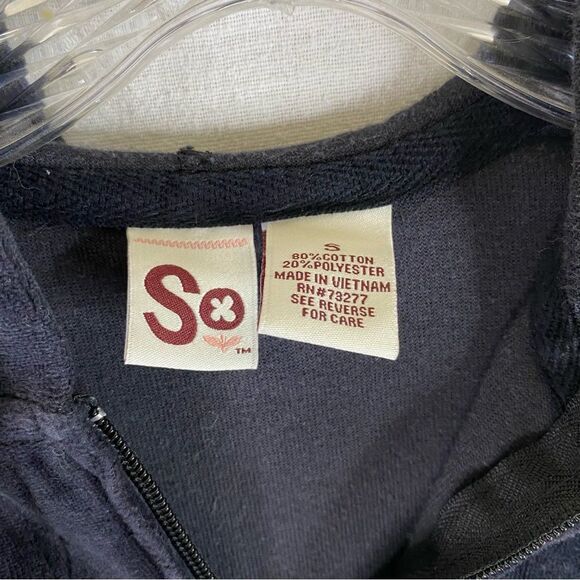 So
TM
S
80% COTTON
20% POLYESTER
MADE IN VIETNAM
RN#73277
SEE REVERSE
FOR CARE